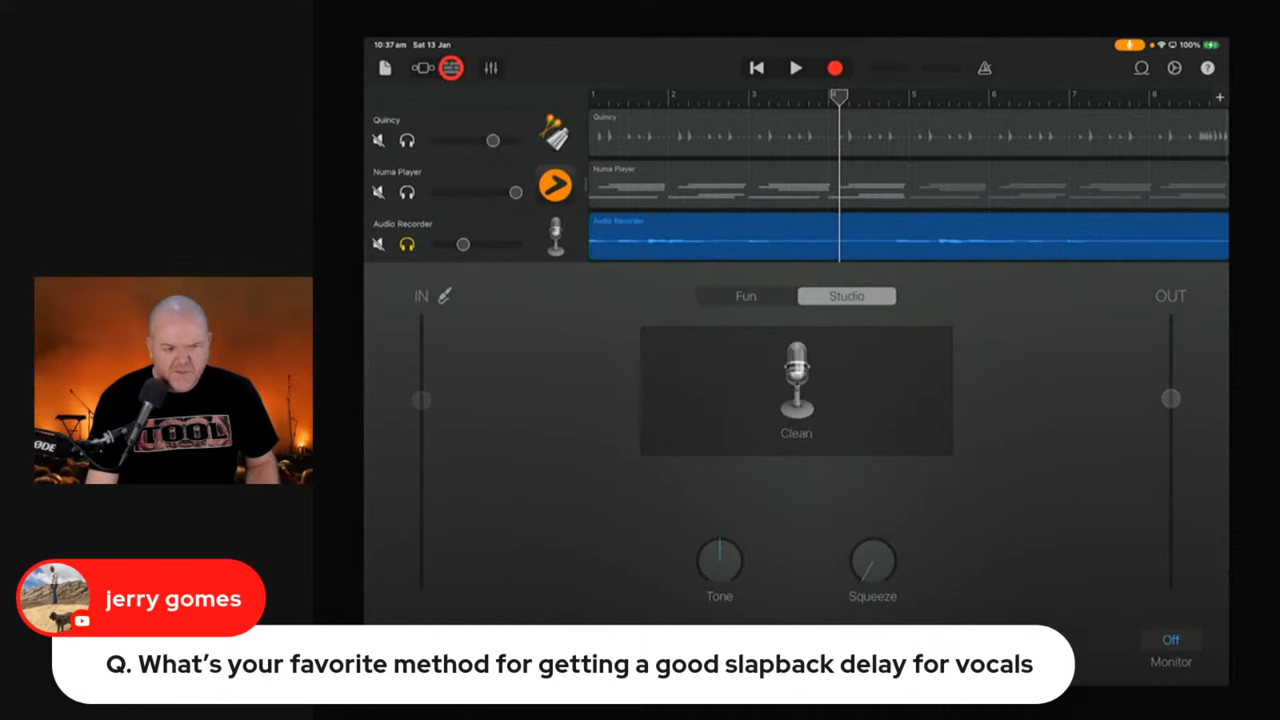 10:37am Sat 13 Jan
100%
?
1 2 3 4 5 6 7 8 +
Quincy
Quincy
Numa Player
Numa Player
Audio Recorder
Audio Recorder
IN
Fun
Studio
OUT
Clean
Tone
Squeeze
Off
Monitor
TOOL
RØDE
jerry gomes
Q. What's your favorite method for getting a good slapback delay for vocals